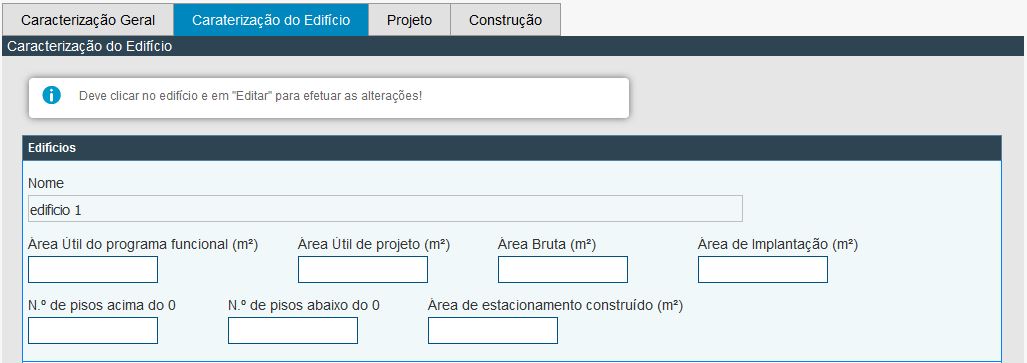 Caracterização Geral Caraterização do Edifício Projeto Construção
Caracterização do Edifício
Deve clicar no edifício e em "Editar" para efetuar as alterações!
Edifícios
Nome
edificio 1
Área Útil do programa funcional (m²) Área Útil de projeto (m²) Área Bruta (m²) Área de Implantação (m²)
N.º de pisos acima do 0 N.º de pisos abaixo do 0 Área de estacionamento construído (m²)